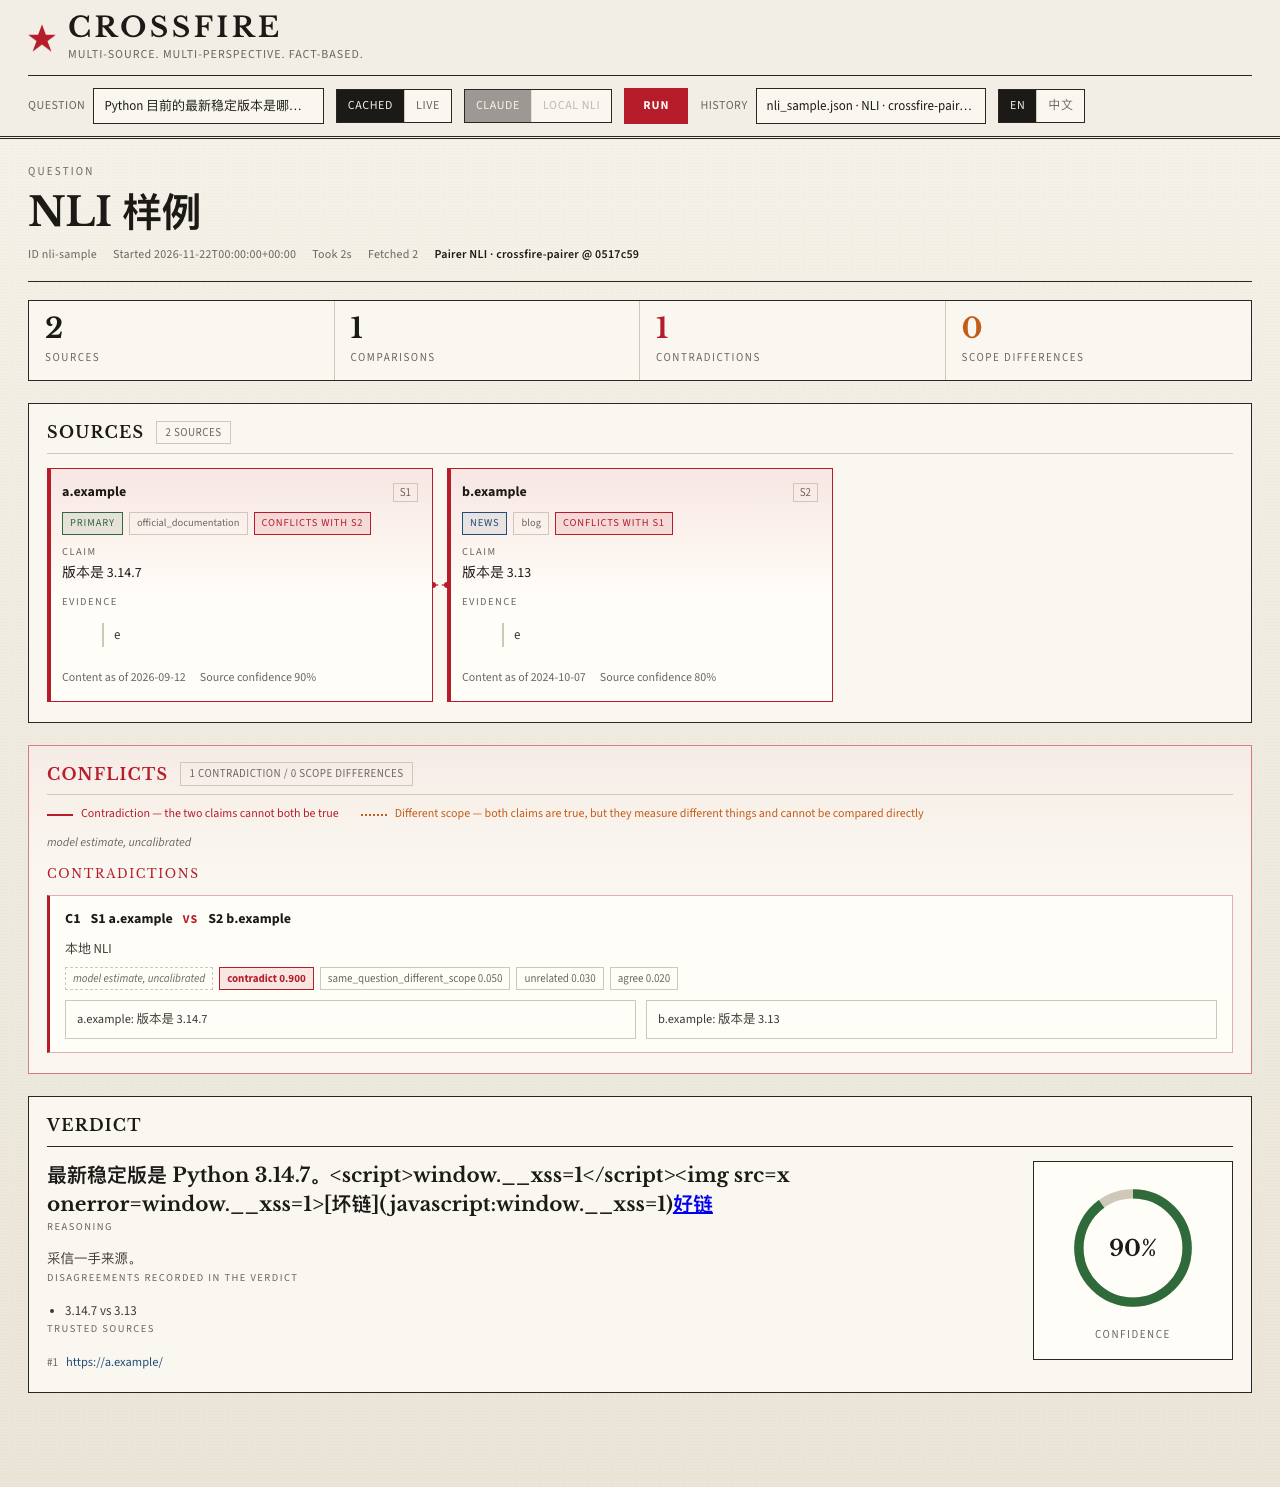 CROSSFIRE
MULTI-SOURCE. MULTI-PERSPECTIVE. FACT-BASED.
QUESTION Python 目前的最新稳定版本是哪… CACHED LIVE CLAUDE LOCAL NLI RUN HISTORY nli_sample.json · NLI · crossfire-pair… EN 中文
QUESTION
NLI 样例
ID nli-sample Started 2026-11-22T00:00:00+00:00 Took 2s Fetched 2 Pairer NLI · crossfire-pairer @ 0517c59
2 1 1 0
SOURCES COMPARISONS CONTRADICTIONS SCOPE DIFFERENCES
SOURCES 2 SOURCES
a.example S1
PRIMARY official_documentation CONFLICTS WITH S2
CLAIM
版本是 3.14.7
EVIDENCE
e
Content as of 2026-09-12 Source confidence 90%
b.example S2
NEWS blog CONFLICTS WITH S1
CLAIM
版本是 3.13
EVIDENCE
e
Content as of 2024-10-07 Source confidence 80%
CONFLICTS 1 CONTRADICTION / 0 SCOPE DIFFERENCES
Contradiction — the two claims cannot both be true Different scope — both claims are true, but they measure different things and cannot be compared directly
model estimate, uncalibrated
CONTRADICTIONS
C1 S1 a.example VS S2 b.example
本地 NLI
model estimate, uncalibrated contradict 0.900 same_question_different_scope 0.050 unrelated 0.030 agree 0.020
a.example: 版本是 3.14.7 b.example: 版本是 3.13
VERDICT
最新稳定版是 Python 3.14.7。<script>window.__xss=1</script><img src=x
onerror=window.__xss=1>[坏链](javascript:window.__xss=1)好链
REASONING
采信一手来源。
DISAGREEMENTS RECORDED IN THE VERDICT
• 3.14.7 vs 3.13
TRUSTED SOURCES
#1 https://a.example/
90%
CONFIDENCE